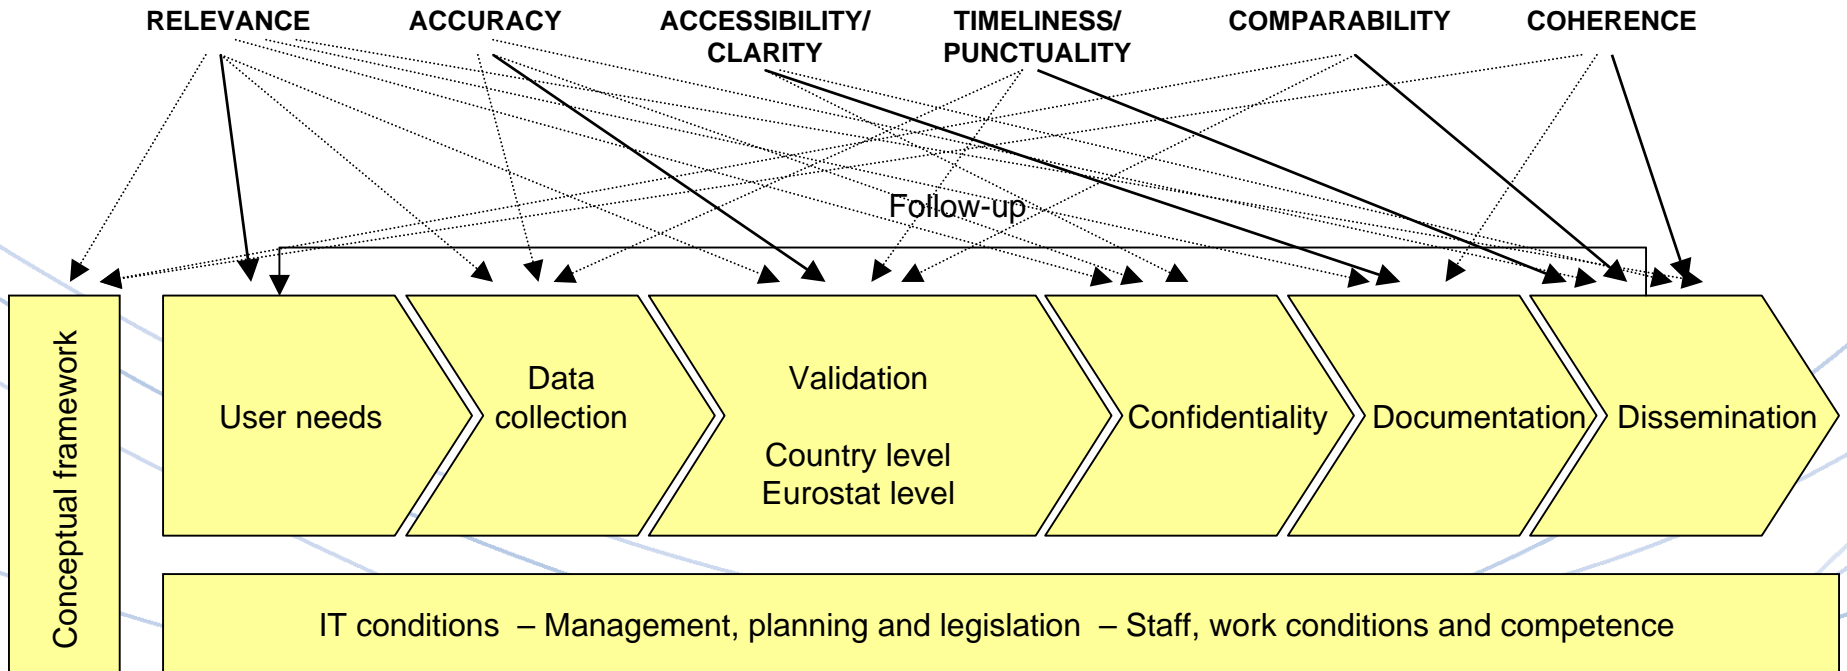 RELEVANCE
ACCURACY
ACCESSIBILITY/
CLARITY
TIMELINESS/
PUNCTUALITY
COMPARABILITY
COHERENCE
Follow-up
Conceptual framework
User needs
Data
collection
Validation
Country level
Eurostat level
Confidentiality
Documentation
Dissemination
IT conditions – Management, planning and legislation – Staff, work conditions and competence